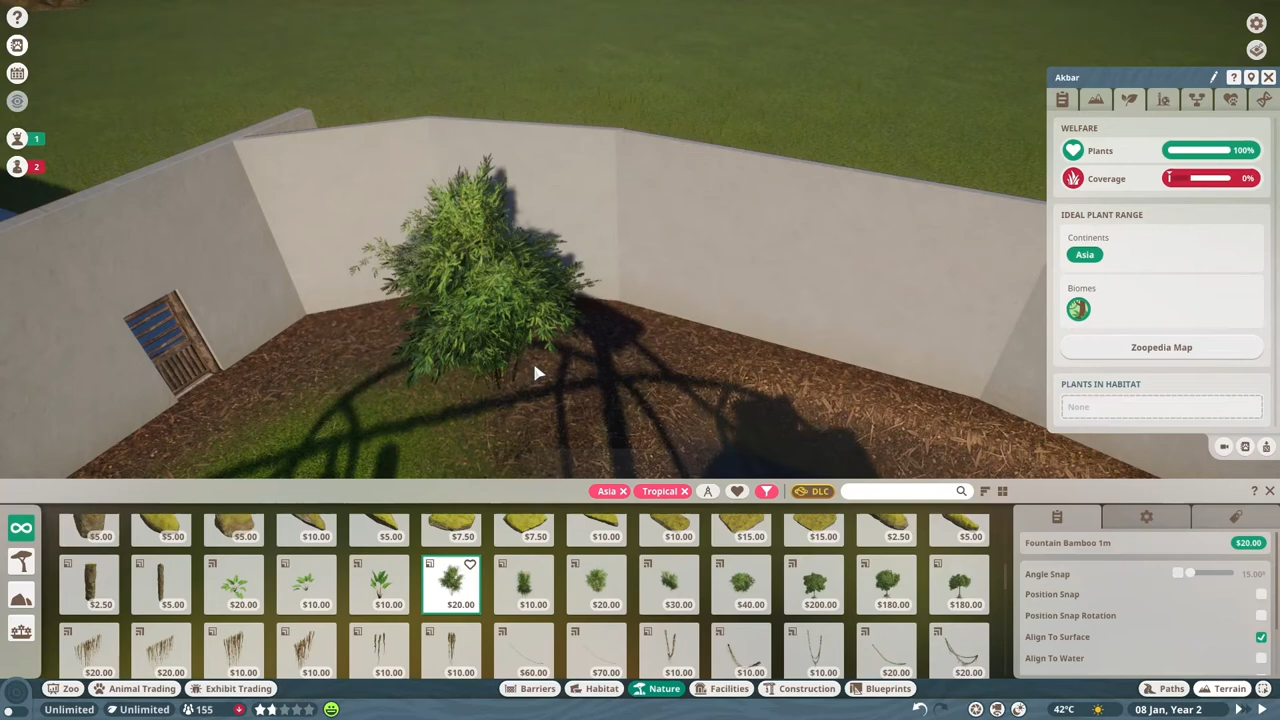 ?
1
2
Akbar
?
WELFARE
Plants
100%
Coverage
0%
IDEAL PLANT RANGE
Continents
Asia
Biomes
Zoopedia Map
PLANTS IN HABITAT
None
Asia
Tropical
DLC
?
$5.00 $5.00 $5.00 $10.00 $5.00 $7.50 $7.50 $10.00 $10.00 $15.00 $15.00 $2.50 $5.00
$2.50 $5.00 $20.00 $10.00 $10.00 $20.00 $10.00 $20.00 $30.00 $40.00 $200.00 $180.00 $180.00
$20.00 $20.00 $10.00 $10.00 $10.00 $10.00 $60.00 $70.00 $10.00 $10.00 $10.00 $20.00 $20.00
Fountain Bamboo 1m
$20.00
Angle Snap
15.00º
Position Snap
Position Snap Rotation
Align To Surface
Align To Water
Zoo
Animal Trading
Exhibit Trading
Barriers
Habitat
Nature
Facilities
Construction
Blueprints
Paths
Terrain
Unlimited
Unlimited
155
42°C
08 Jan, Year 2